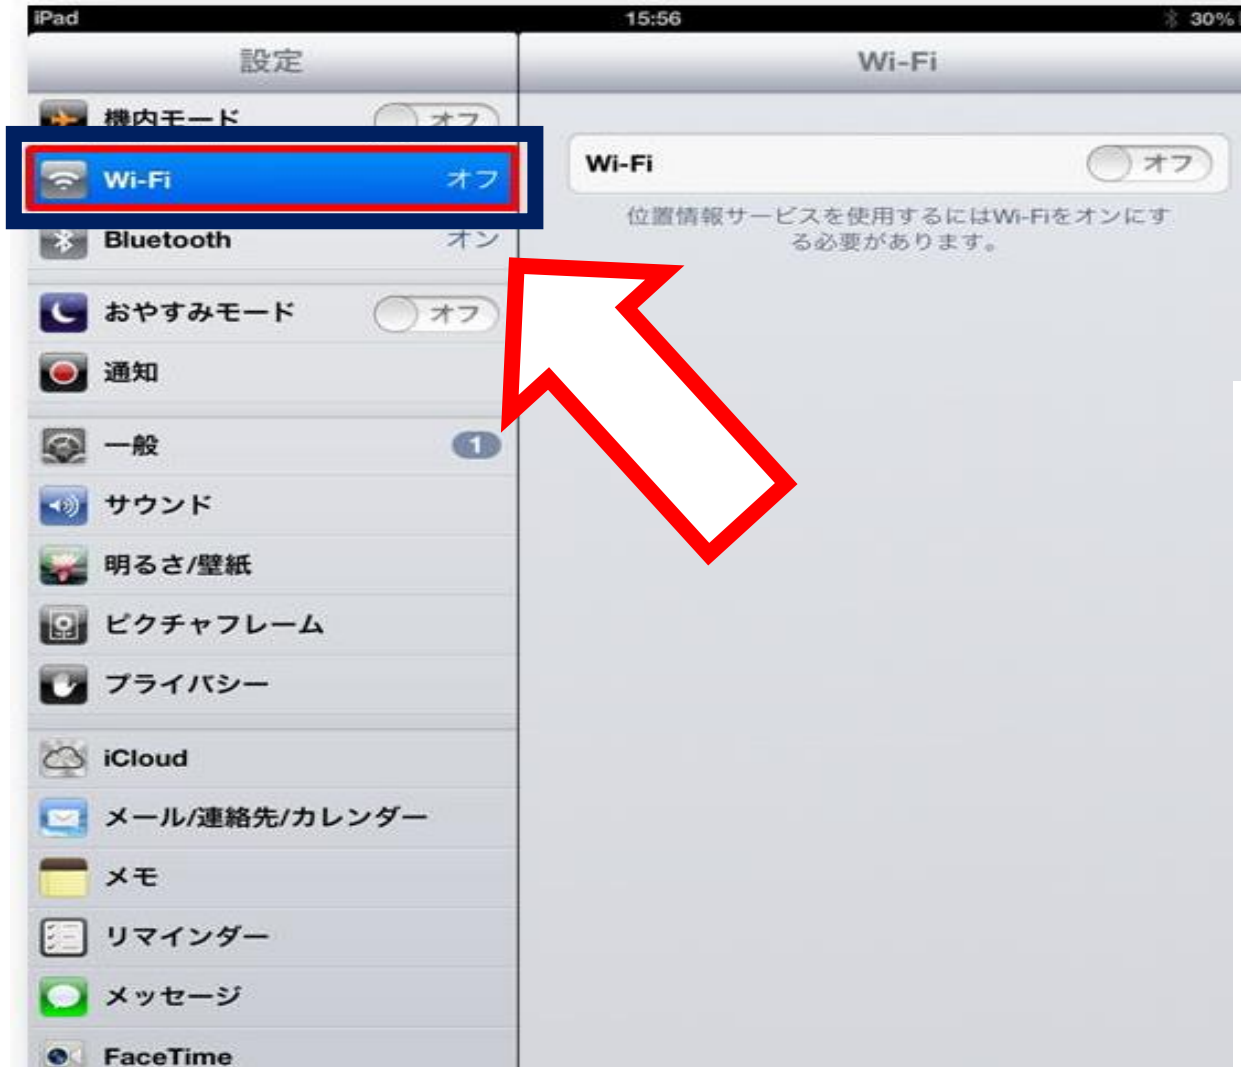 iPad 15:56 30%
設定
Wi-Fi
機内モード オフ
Wi-Fi オフ
Bluetooth オン
おやすみモード オフ
通知
一般 1
サウンド
明るさ/壁紙
ピクチャフレーム
プライバシー
iCloud
メール/連絡先/カレンダー
メモ
リマインダー
メッセージ
FaceTime
Wi-Fi オフ
位置情報サービスを使用するにはWi-Fiをオンにす
る必要があります。